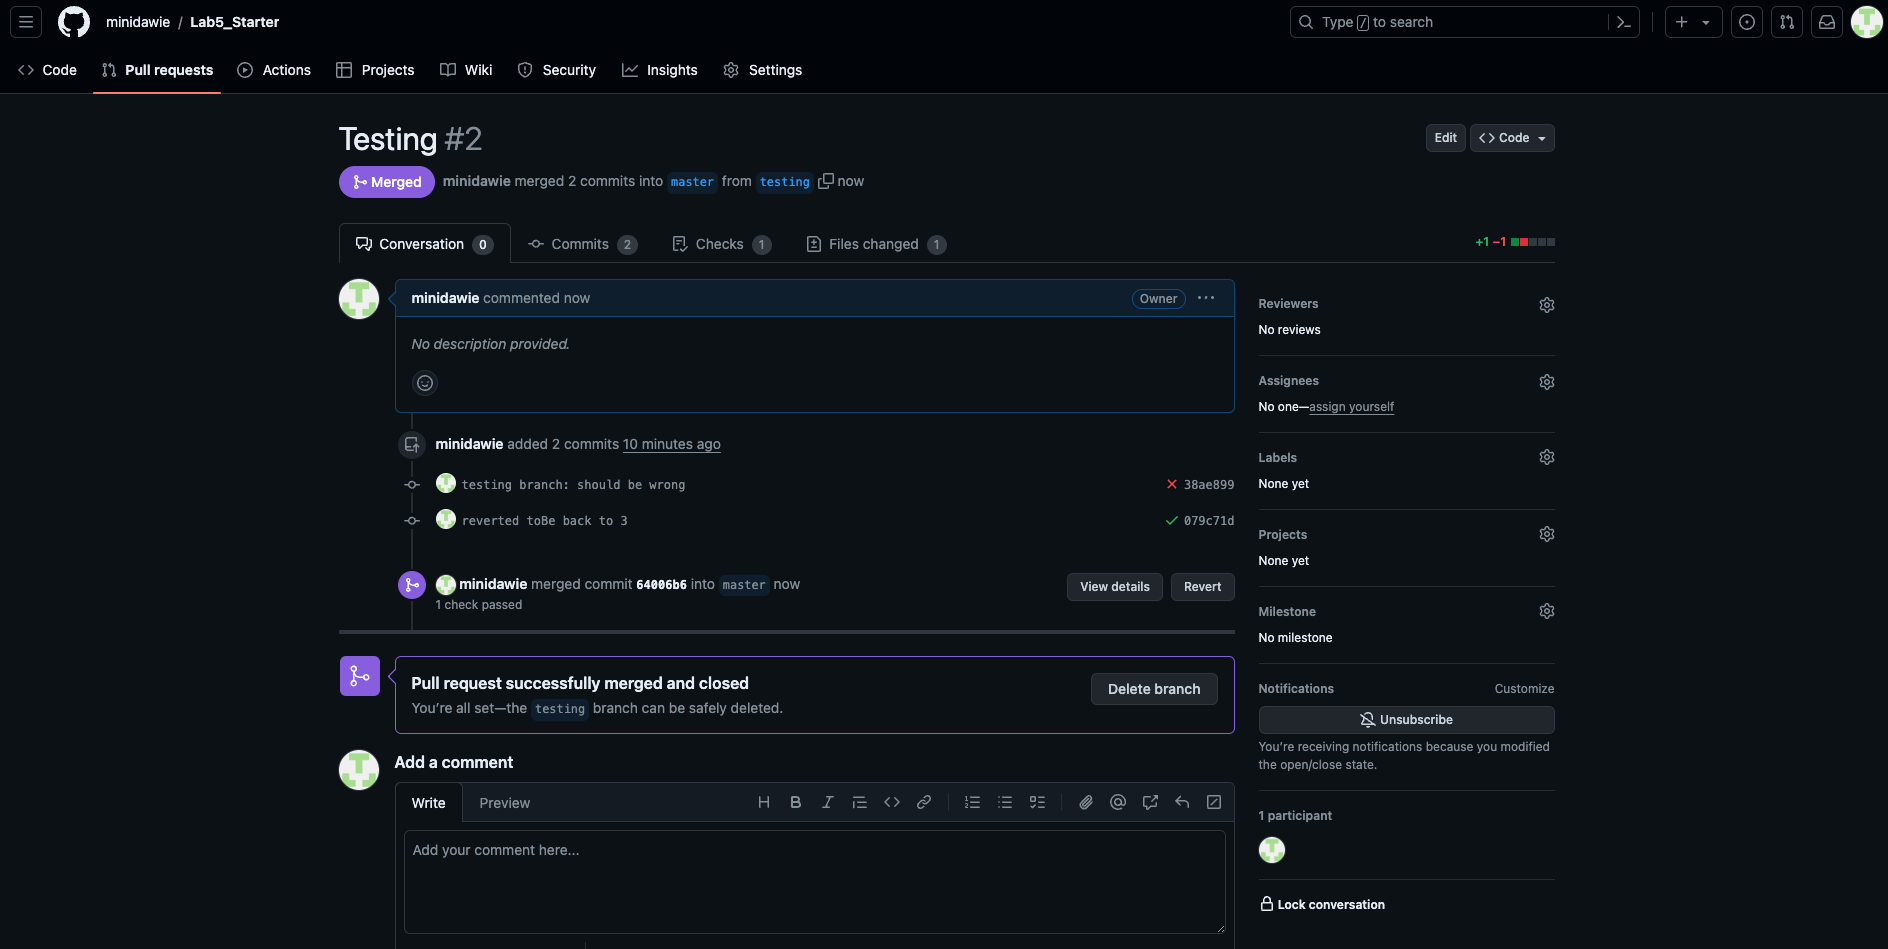 minidawie / Lab5_Starter
Type / to search
Code
Pull requests
Actions
Projects
Wiki
Security
Insights
Settings
Testing #2
Edit
Code
Merged
minidawie merged 2 commits into master from testing now
Conversation 0
Commits 2
Checks 1
Files changed 1
+1 −1
minidawie commented now
Owner
No description provided.
minidawie added 2 commits 10 minutes ago
testing branch: should be wrong
38ae899
reverted toBe back to 3
079c71d
minidawie merged commit 64006b6 into master now
1 check passed
View details
Revert
Pull request successfully merged and closed
You're all set—the testing branch can be safely deleted.
Delete branch
Add a comment
Write
Preview
Add your comment here...
Reviewers
No reviews
Assignees
No one—assign yourself
Labels
None yet
Projects
None yet
Milestone
No milestone
Notifications
Customize
Unsubscribe
You're receiving notifications because you modified
the open/close state.
1 participant
Lock conversation